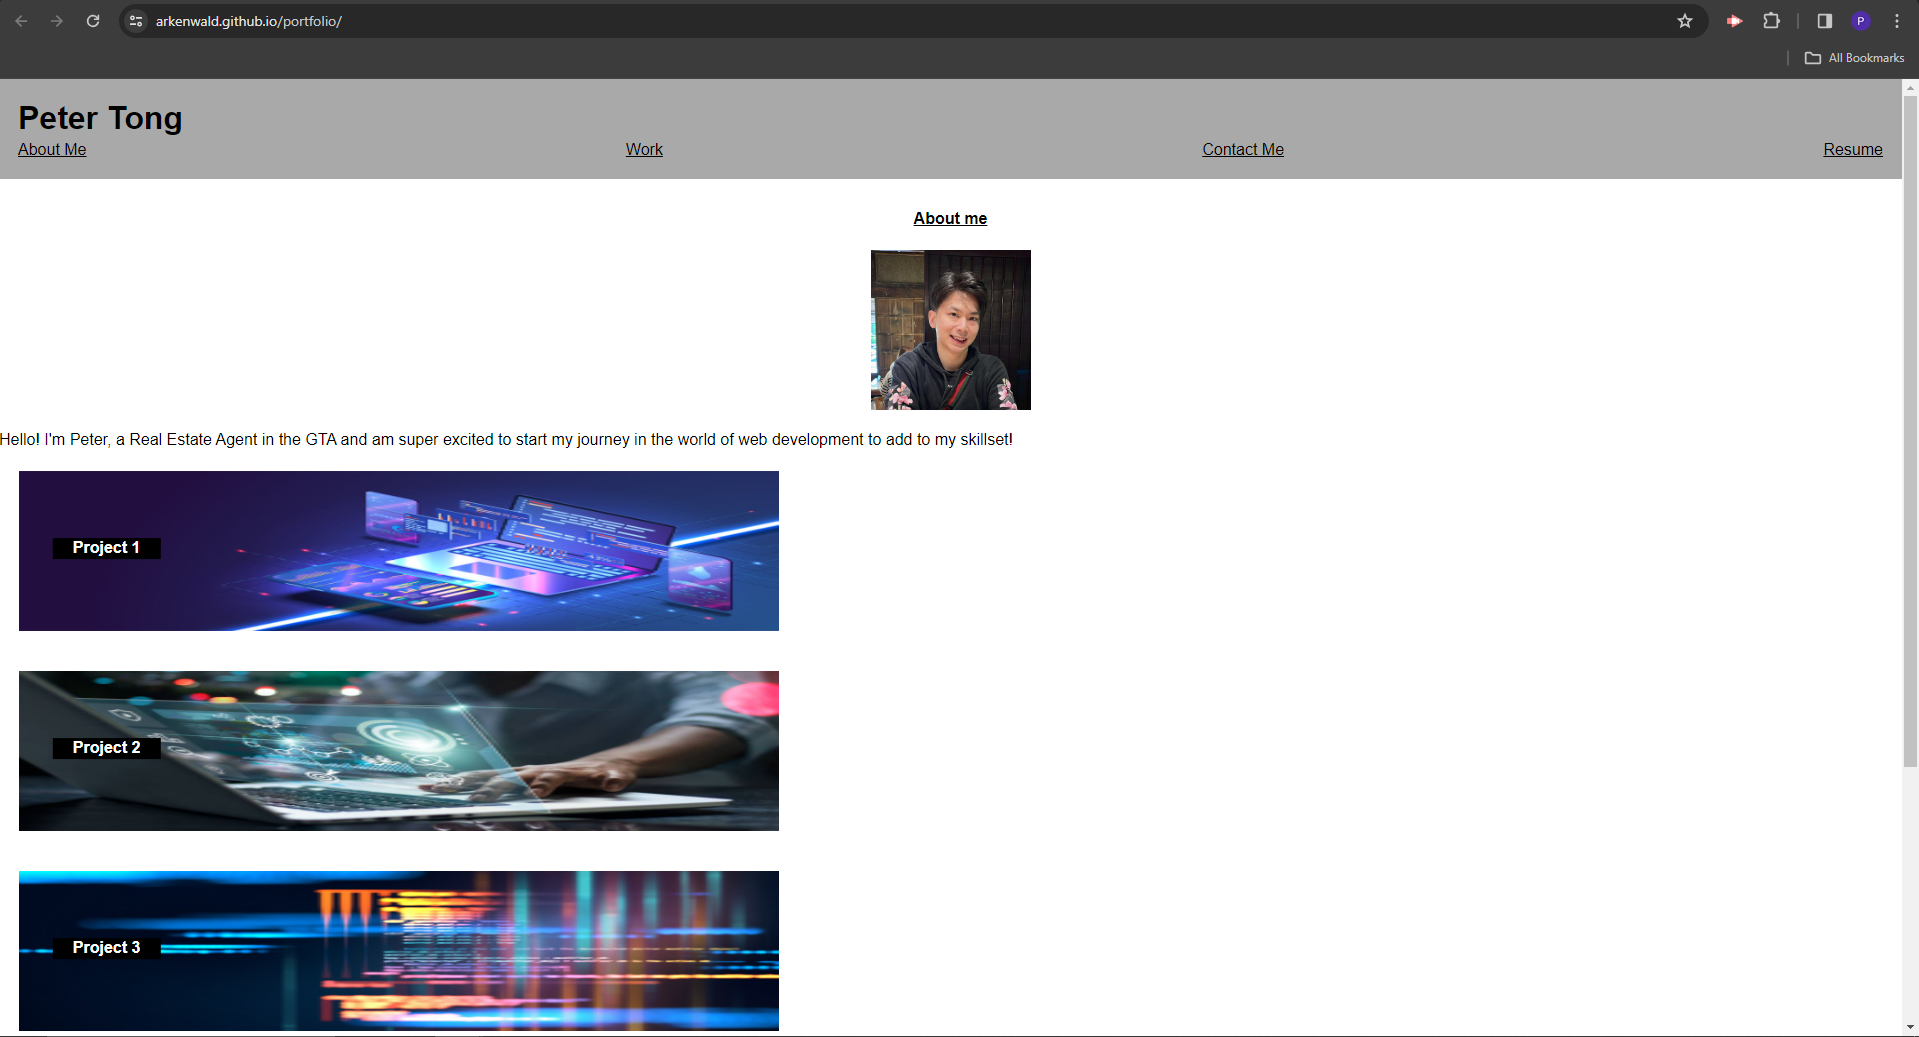 arkenwald.github.io/portfolio/
P
All Bookmarks
Peter Tong
About Me Work Contact Me Resume
About me
Hello! I'm Peter, a Real Estate Agent in the GTA and am super excited to start my journey in the world of web development to add to my skillset!
Project 1
Project 2
Project 3